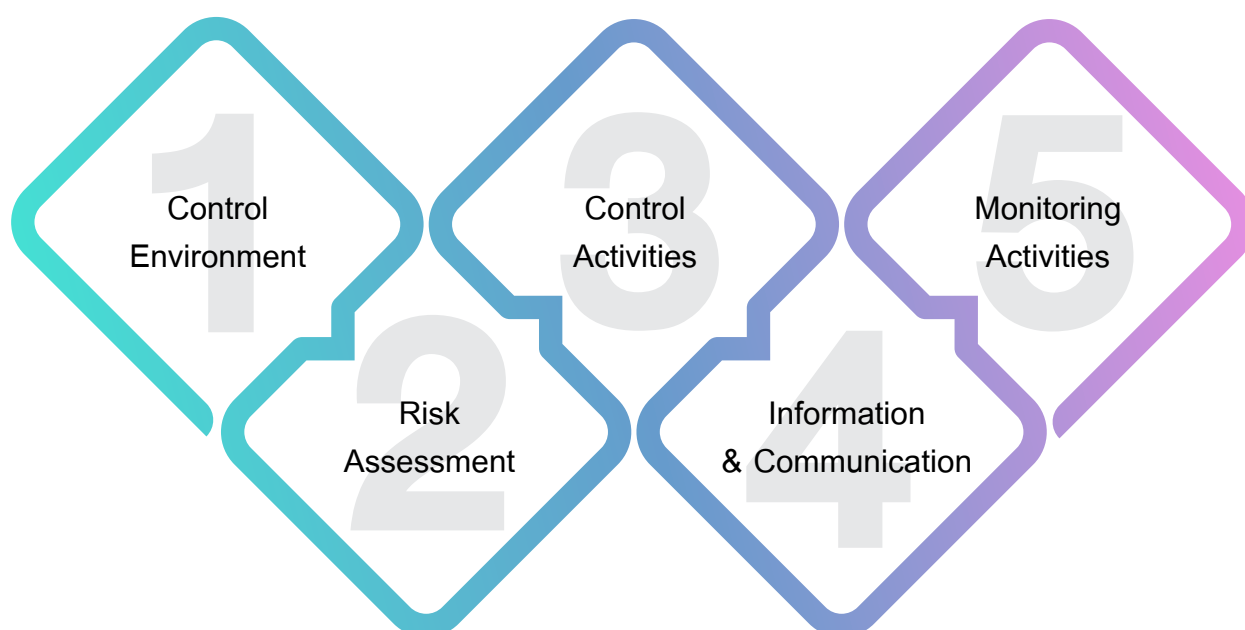 1
Control
Environment
2
Risk
Assessment
3
Control
Activities
4
Information
& Communication
5
Monitoring
Activities